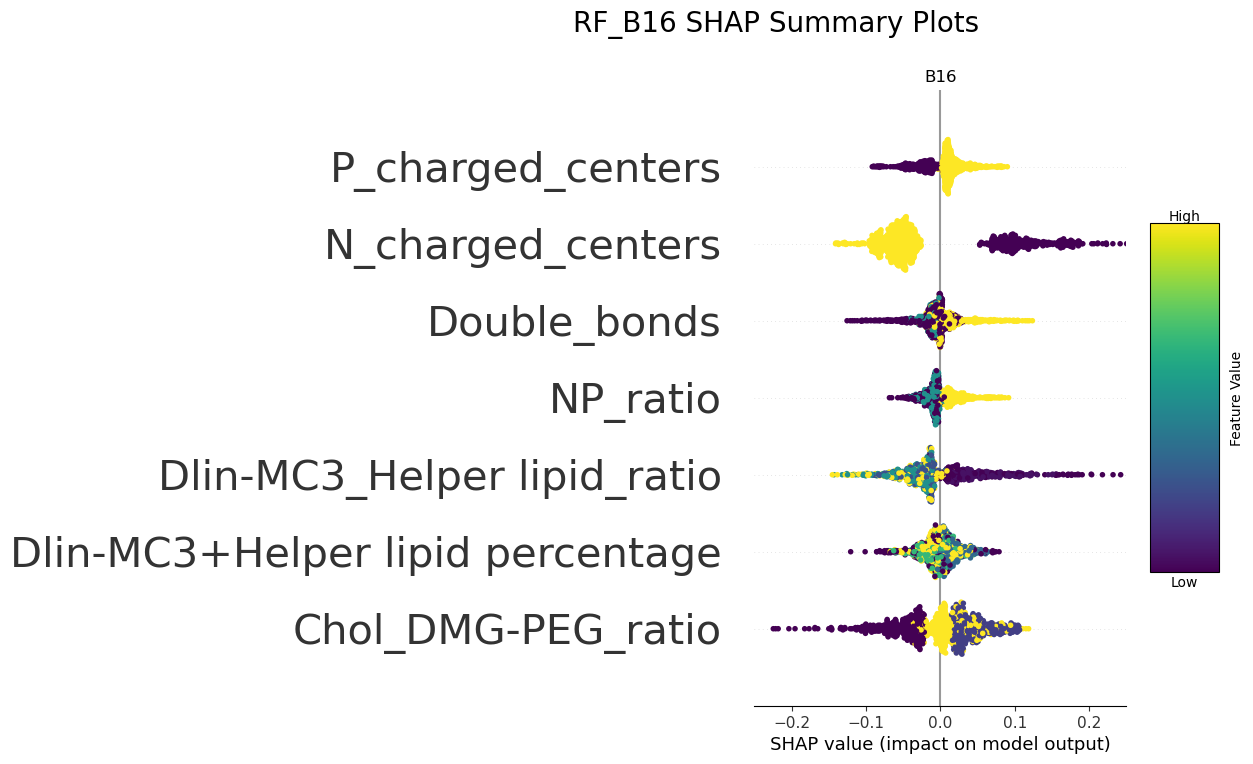 RF_B16 SHAP Summary Plots
B16
P_charged_centers
N_charged_centers
Double_bonds
NP_ratio
Dlin-MC3_Helper lipid_ratio
Dlin-MC3+Helper lipid percentage
Chol_DMG-PEG_ratio
−0.2 −0.1 0.0 0.1 0.2
SHAP value (impact on model output)
High
Feature Value
Low